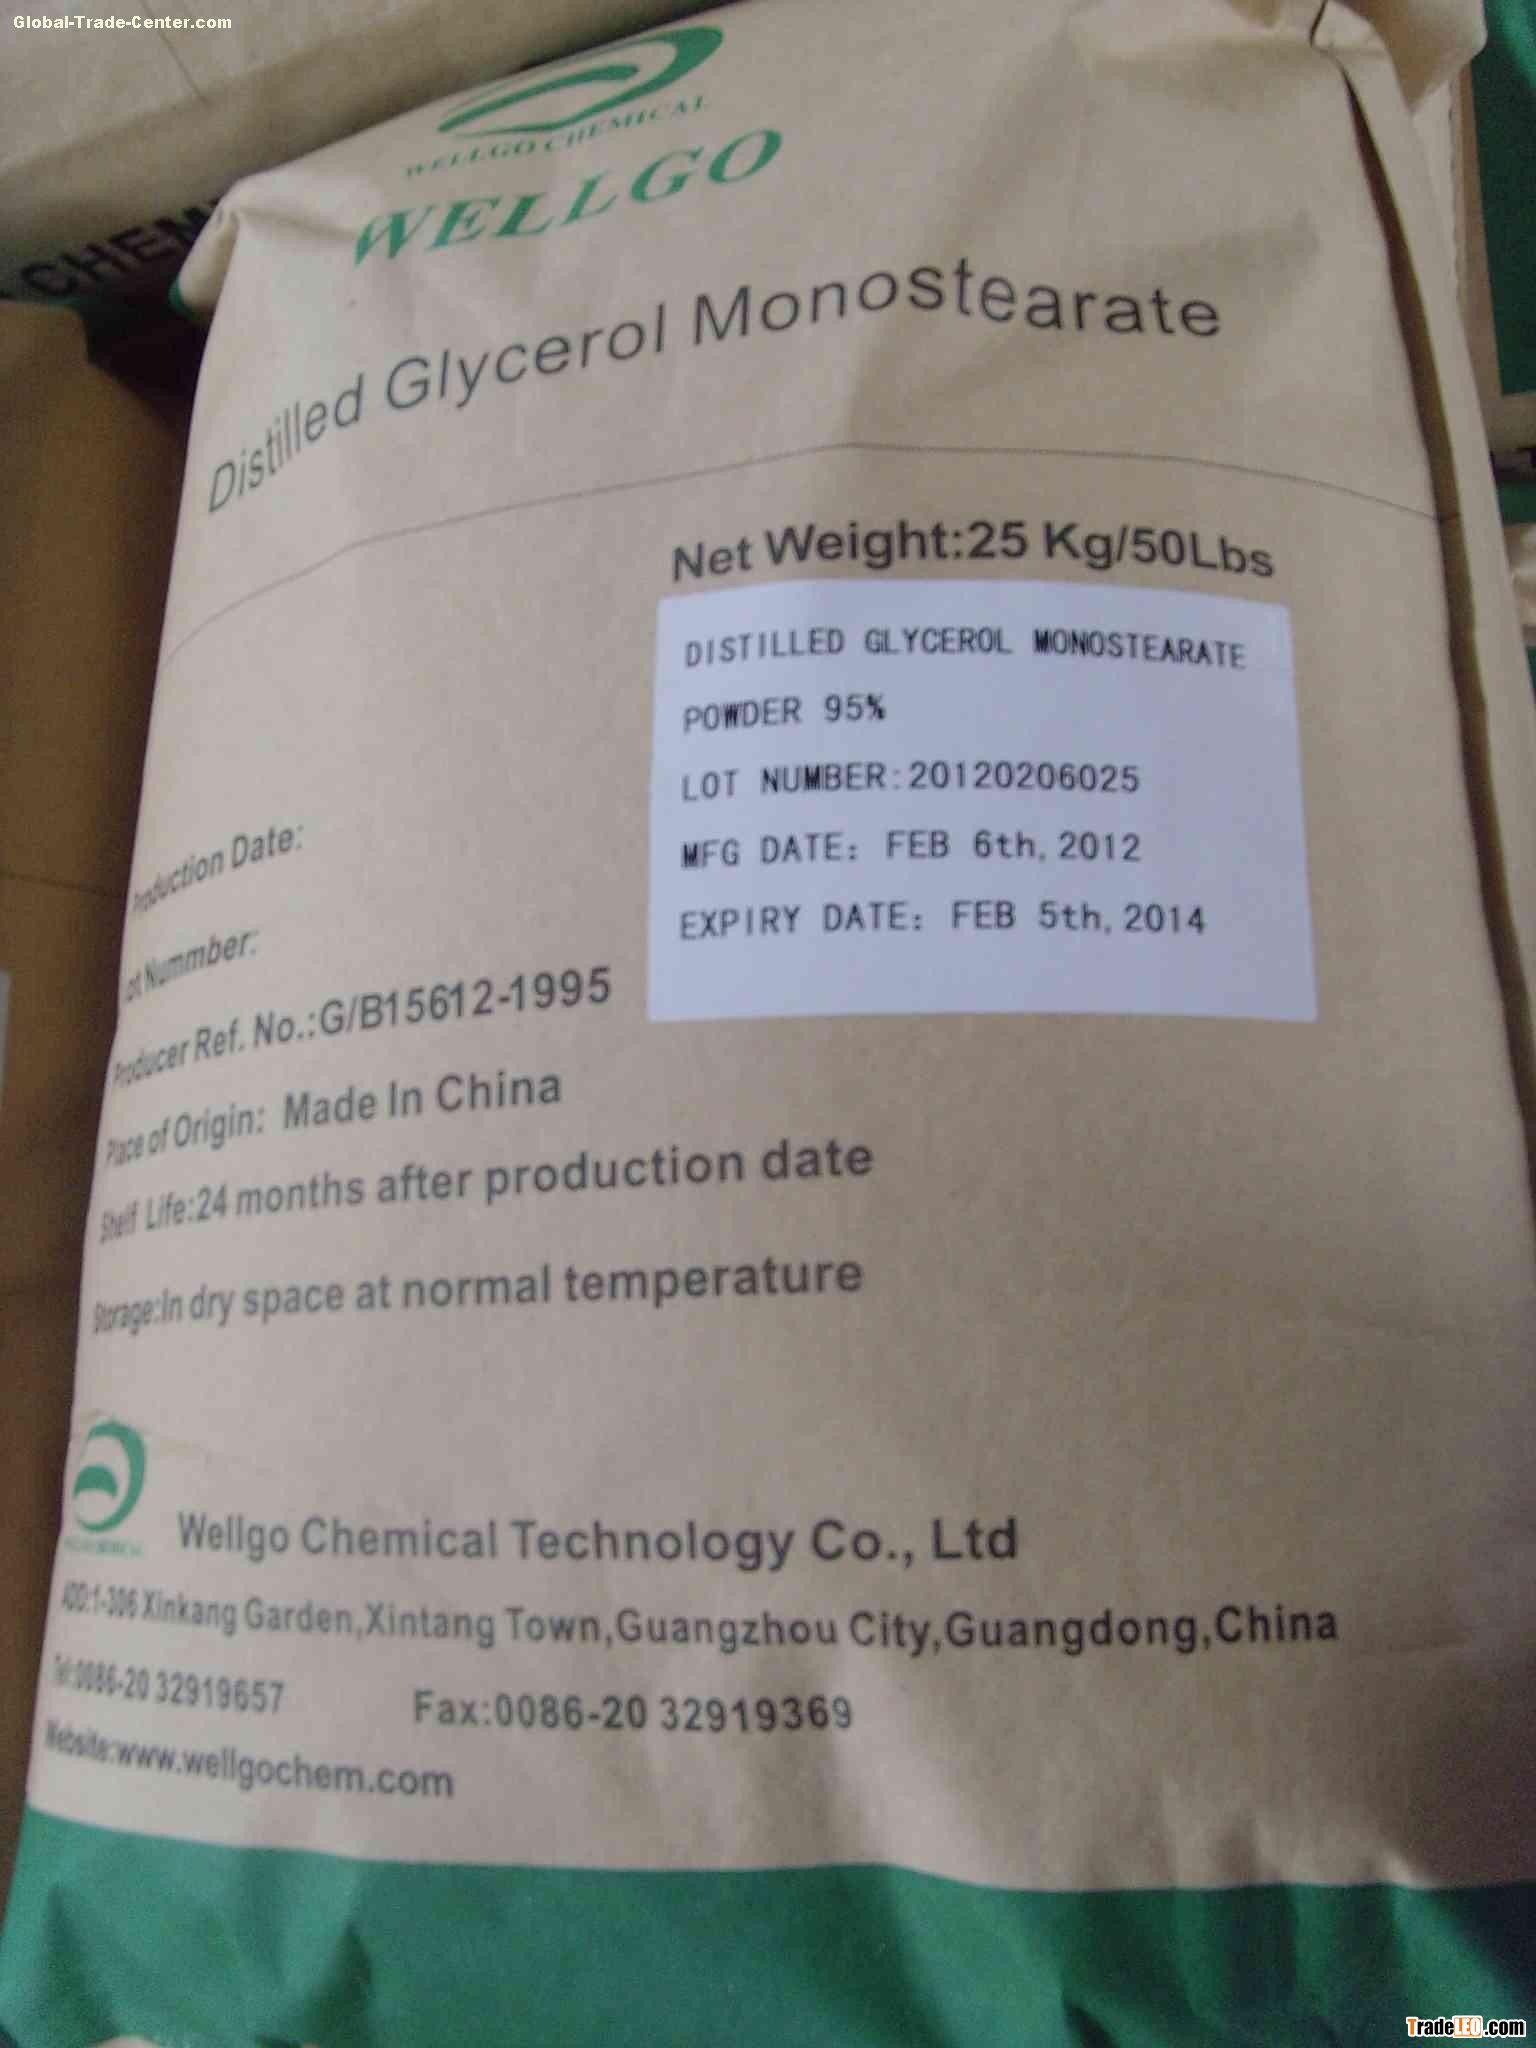 Global-Trade-Center.com
WELLGO CHEMICAL
WELLGO
CHEM
Distilled Glycerol Monostearate
Net Weight:25 Kg/50Lbs
DISTILLED GLYCEROL MONOSTEARATE
POWDER 95%
LOT NUMBER:20120206025
MFG DATE: FEB 6th, 2012
EXPIRY DATE: FEB 5th, 2014
Production Date:
ot Nummber:
Producer Ref. No.:G/B15612-1995
Place of Origin: Made In China
Shelf Life:24 months after production date
Storage:In dry space at normal temperature
WELLGO CHEMICAL
Wellgo Chemical Technology Co., Ltd
ADD:1-306 Xinkang Garden,Xintang Town,Guangzhou City,Guangdong,China
Tel:0086-20 32919657 Fax:0086-20 32919369
Website:www.wellgochem.com
TradeLEO.com